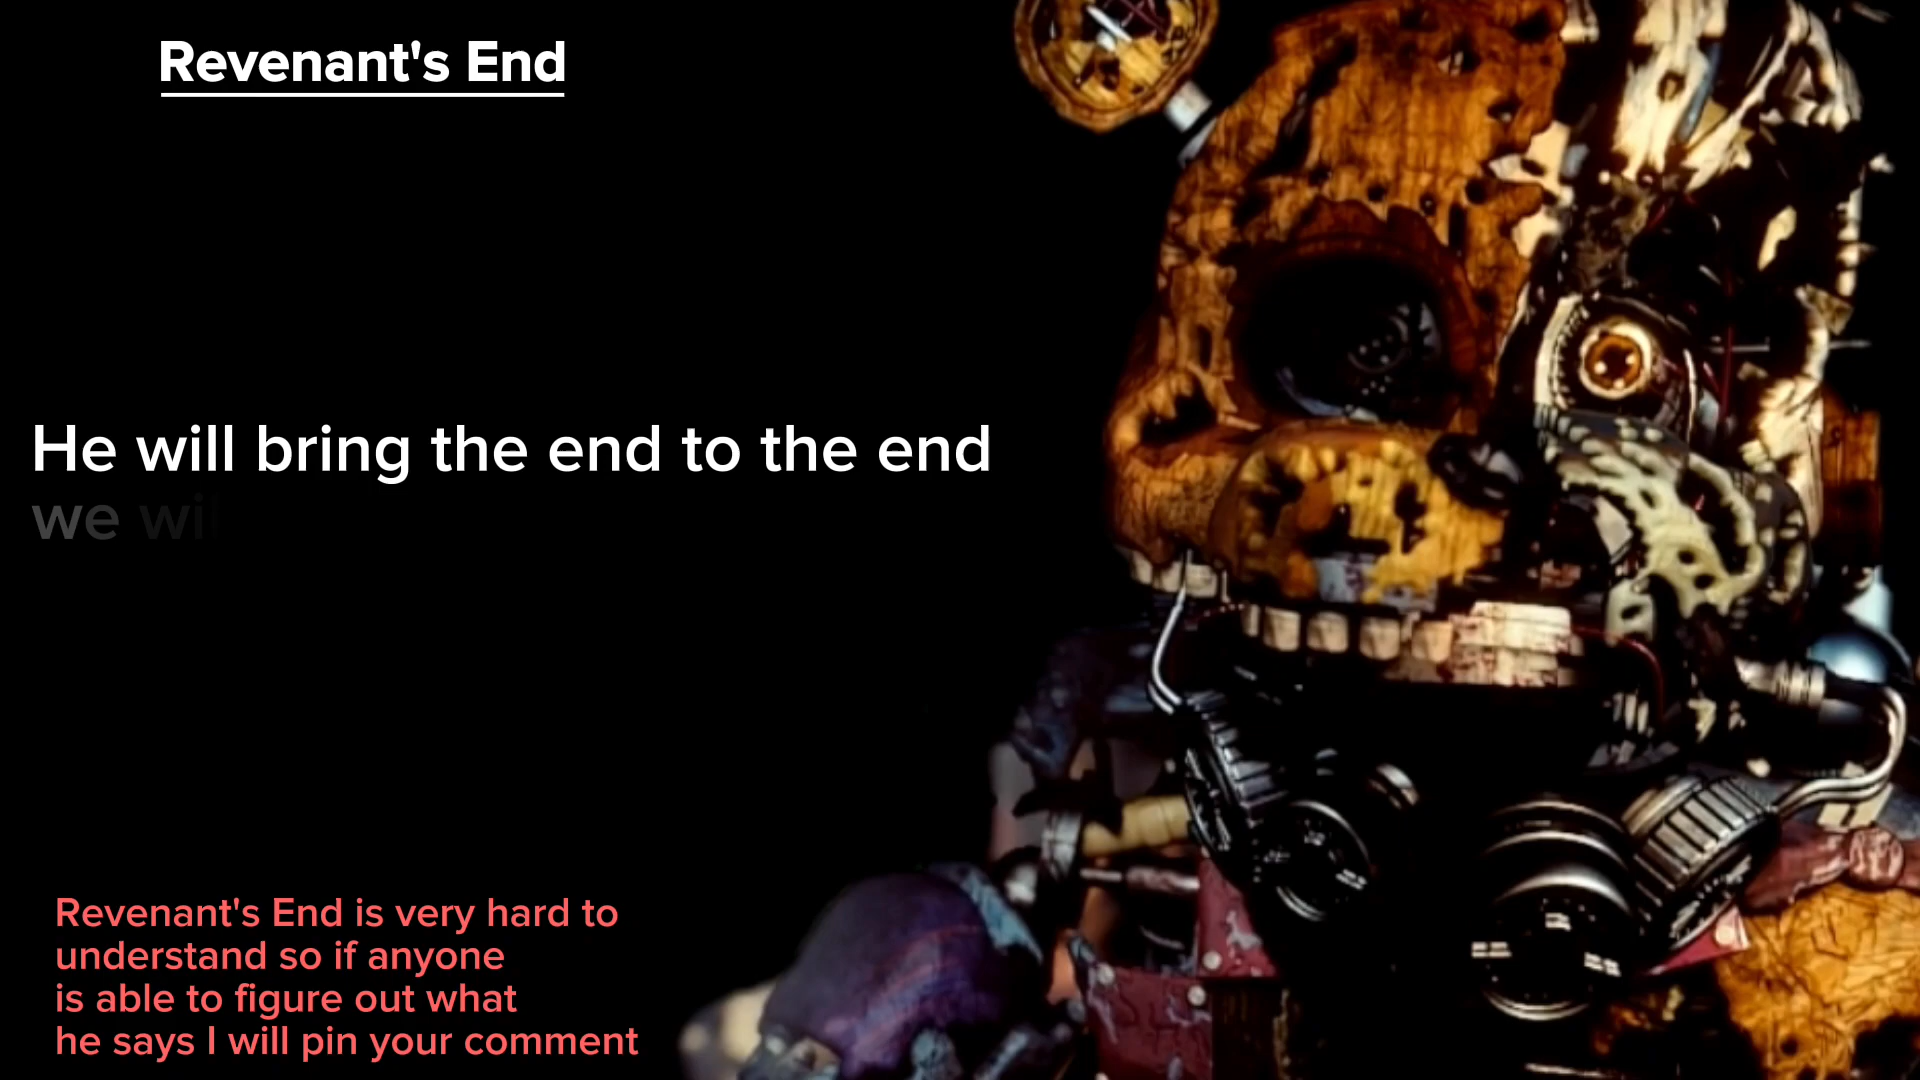 Revenant's End
He will bring the end to the end
we wil
Revenant's End is very hard to
understand so if anyone
is able to figure out what
he says I will pin your comment